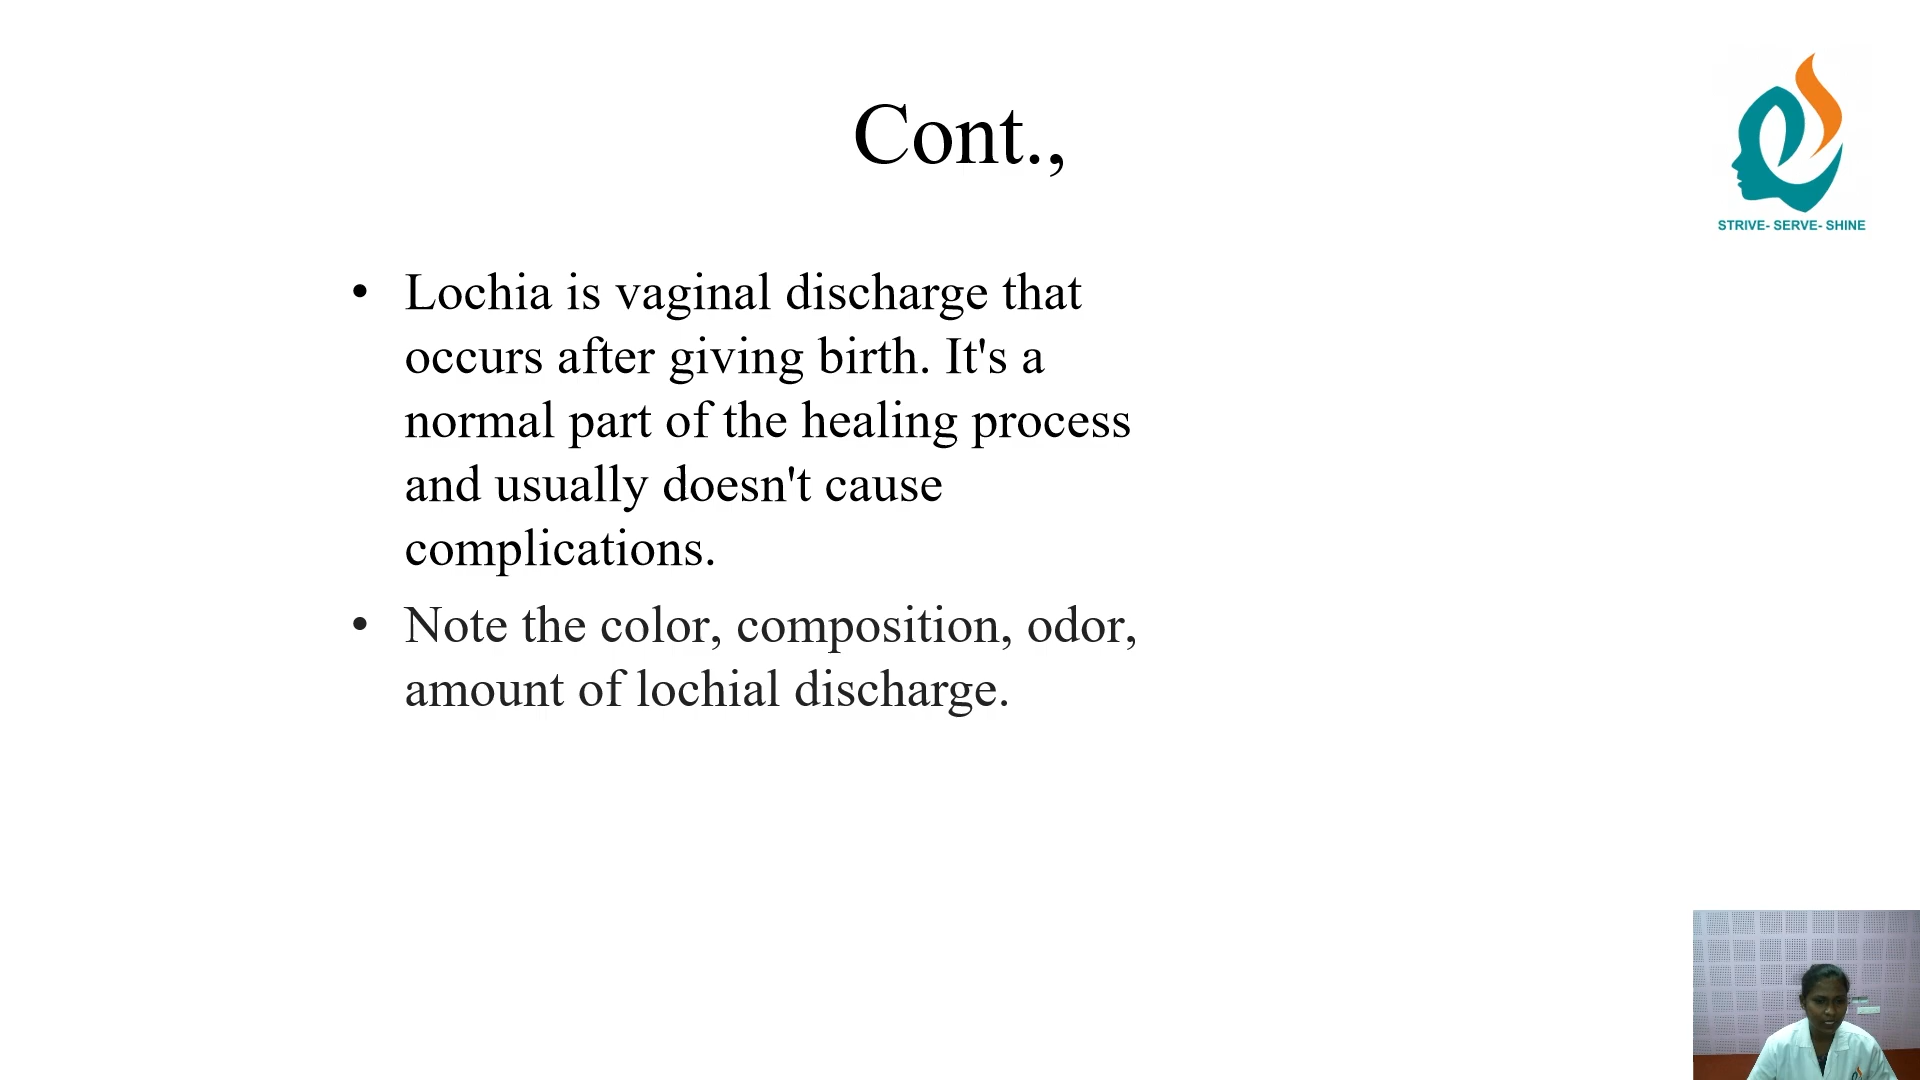 Cont.,
STRIVE- SERVE- SHINE
• Lochia is vaginal discharge that
occurs after giving birth. It's a
normal part of the healing process
and usually doesn't cause
complications.
• Note the color, composition, odor,
amount of lochial discharge.